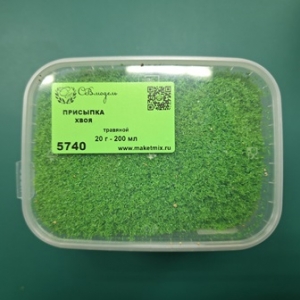 СВмодель
ПРИСЫПКА
ХВОЯ
травяной
20 г - 200 мл
5740
www.maketmix.ru